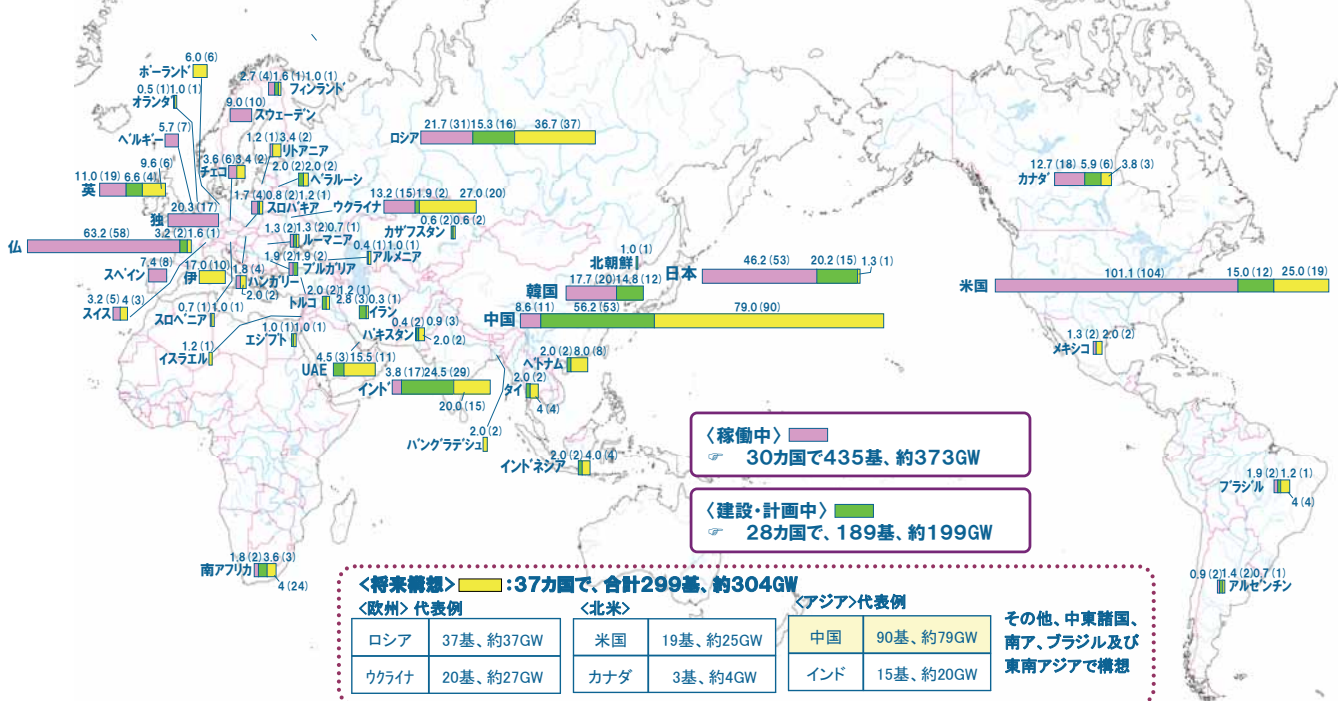 6.0 (6)
ポーランド
0.5 (1)1.0 (1)
オランダ
2.7 (4)1.6 (1)1.0 (1)
フィンランド
9.0 (10)
スウェーデン
5.7 (7)
ベルギー
1.2 (1)3.4 (2)
リトアニア
3.6 (6)3.4 (2)
チェコ
2.0 (2)2.0 (2)
ベラルーシ
21.7 (31)15.3 (16)
36.7 (37)
ロシア
9.6 (6)
11.0 (19)
6.6 (4)
英
1.7 (4)0.8 (2)1.2 (1)
スロバキア
13.2 (15)1.9 (2)
27.0 (20)
ウクライナ
20.3 (17)
独
0.6 (2)0.6 (2)
カザフスタン
1.3 (2)1.3 (2)0.7 (1)
ルーマニア
63.2 (58)
3.2 (2)1.6 (1)
仏
0.4 (1)1.0 (1)
アルメニア
1.9 (2)1.9 (2)
ブルガリア
7.4 (8)
スペイン
17.0 (10)
伊
1.8 (4)
ハンガリー
2.0 (2)
3.2 (5)
4 (3)
スイス
0.7 (1)1.0 (1)
スロベニア
2.0 (2)1.2 (1)
トルコ
2.8 (3)0.3 (1)
イラン
1.0 (1)
北朝鮮
46.2 (53)
20.2 (15)
1.3 (1)
日本
17.7 (20)14.8 (12)
韓国
8.6 (11)
56.2 (53)
79.0 (90)
中国
1.2 (1)
イスラエル
1.0 (1)1.0 (1)
エジプト
0.4 (2)
0.9 (3)
パキスタン
2.0 (2)
4.5 (3)
15.5 (11)
UAE
3.8 (17)24.5 (29)
インド
20.0 (15)
2.0 (2)8.0 (8)
ベトナム
2.0 (2)
タイ
4 (4)
2.0 (2)
バングラデシュ
2.0 (2)4.0 (4)
インドネシア
12.7 (18)
5.9 (6)
3.8 (3)
カナダ
101.1 (104)
15.0 (12)
25.0 (19)
米国
1.3 (2)
2.0 (2)
メキシコ
1.9 (2)1.2 (1)
ブラジル
4 (4)
0.9 (2)1.4 (2)0.7 (1)
アルゼンチン
1.8 (2)3.6 (3)
南アフリカ
4 (24)
〈稼働中〉
☞ 30カ国で435基、約373GW
〈建設・計画中〉
☞ 28カ国で、189基、約199GW
<将来構想>:37カ国で、合計299基、約304GW
<欧州> 代表例
ロシア 37基、約37GW
ウクライナ 20基、約27GW
<北米>
米国 19基、約25GW
カナダ 3基、約4GW
<アジア>代表例
中国 90基、約79GW
インド 15基、約20GW
その他、中東諸国、
南ア、ブラジル及び
東南アジアで構想